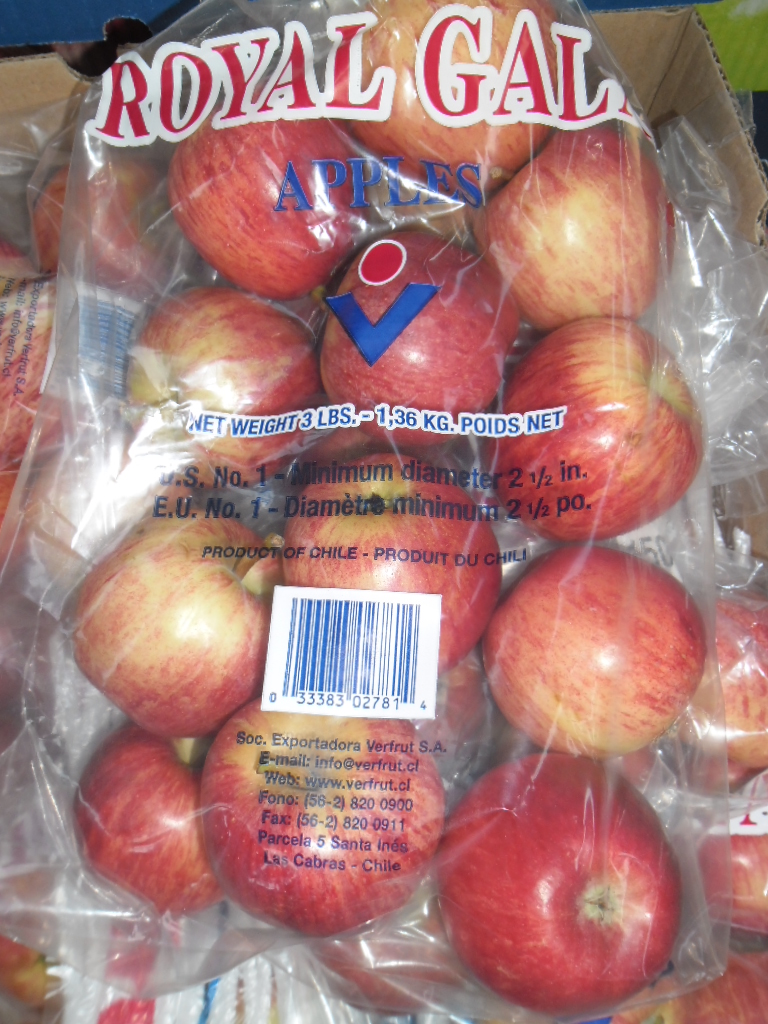 ROYAL GALA
APPLES
NET WEIGHT 3 LBS. - 1,36 KG. POIDS NET
U.S. No. 1 - Minimum diameter 2 1/2 in.
E.U. No. 1 - Diamètre minimum 2 1/2 po.
PRODUCT OF CHILE - PRODUIT DU CHILI
0 33383 02781 4
Soc. Exportadora Verfrut S.A.
E-mail: info@verfrut.cl
Web: www.verfrut.cl
Fono: (56-2) 820 0900
Fax: (56-2) 820 0911
Parcela 5 Santa Inés
Las Cabras - Chile
Exportadora Verfrut S.A.